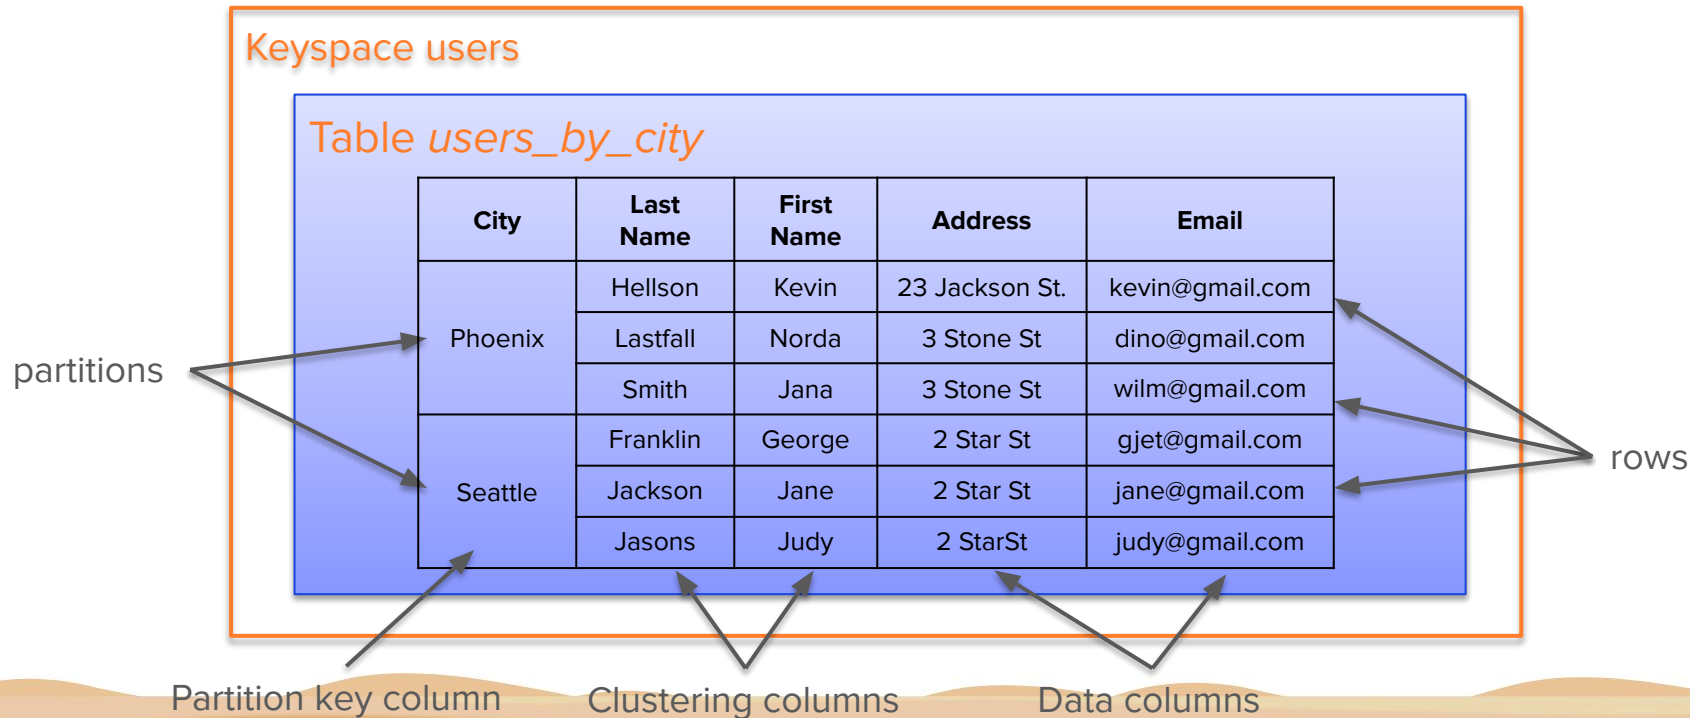 Keyspace users
Table users_by_city
City
Last
Name
First
Name
Address
Email
Phoenix
Hellson
Kevin
23 Jackson St.
kevin@gmail.com
Lastfall
Norda
3 Stone St
dino@gmail.com
Smith
Jana
3 Stone St
wilm@gmail.com
Seattle
Franklin
George
2 Star St
gjet@gmail.com
Jackson
Jane
2 Star St
jane@gmail.com
Jasons
Judy
2 StarSt
judy@gmail.com
partitions
rows
Partition key column
Clustering columns
Data columns